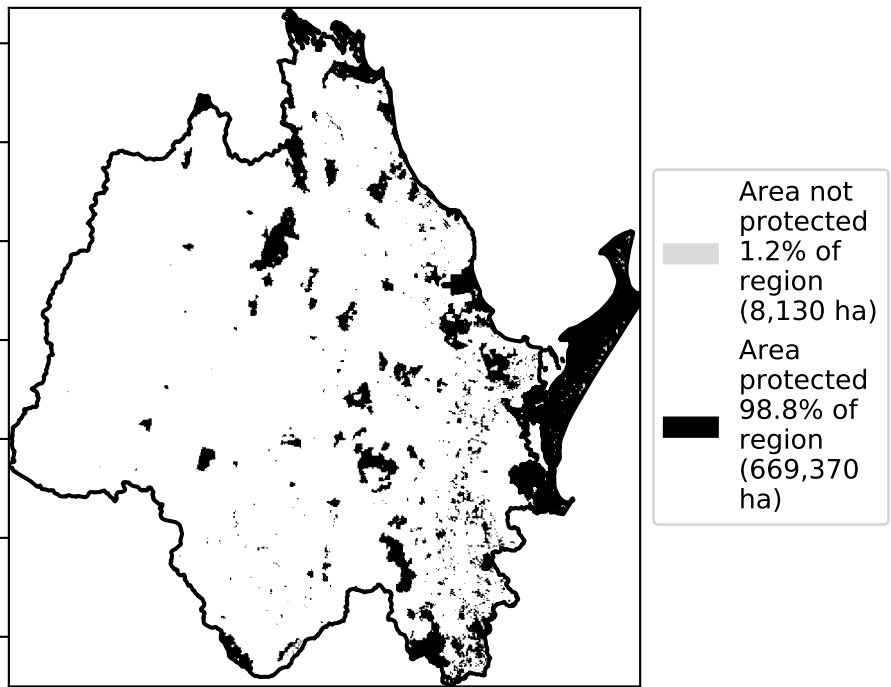 Area not
protected
1.2% of
region
(8,130 ha)
Area
protected
98.8% of
region
(669,370
ha)